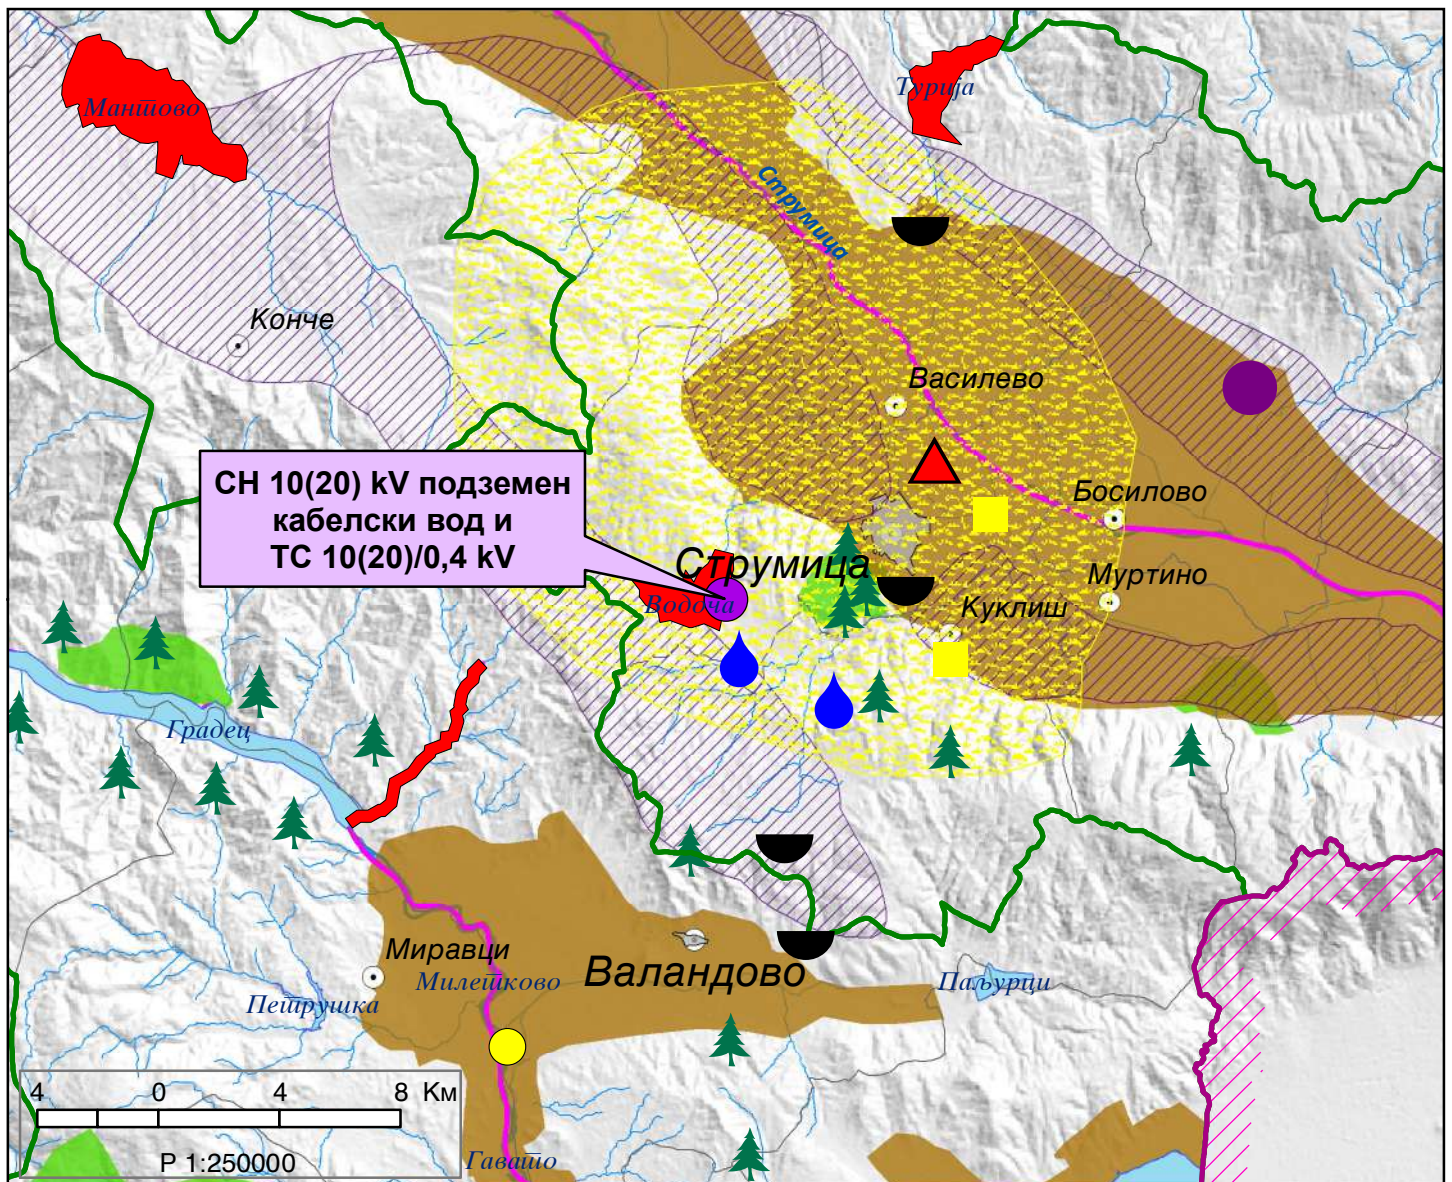 Мантово
Турија
Струмица
Конче
Василево
СН 10(20) kV подземен
кабелски вод и
ТС 10(20)/0,4 kV
Босилово
Струмица
Муртино
Водоча
Куклиш
Градец
Миравци
Милетково
Валандово
Паљурци
Петрушка
4 0 4 8 Км
Р 1:250000
Гавато